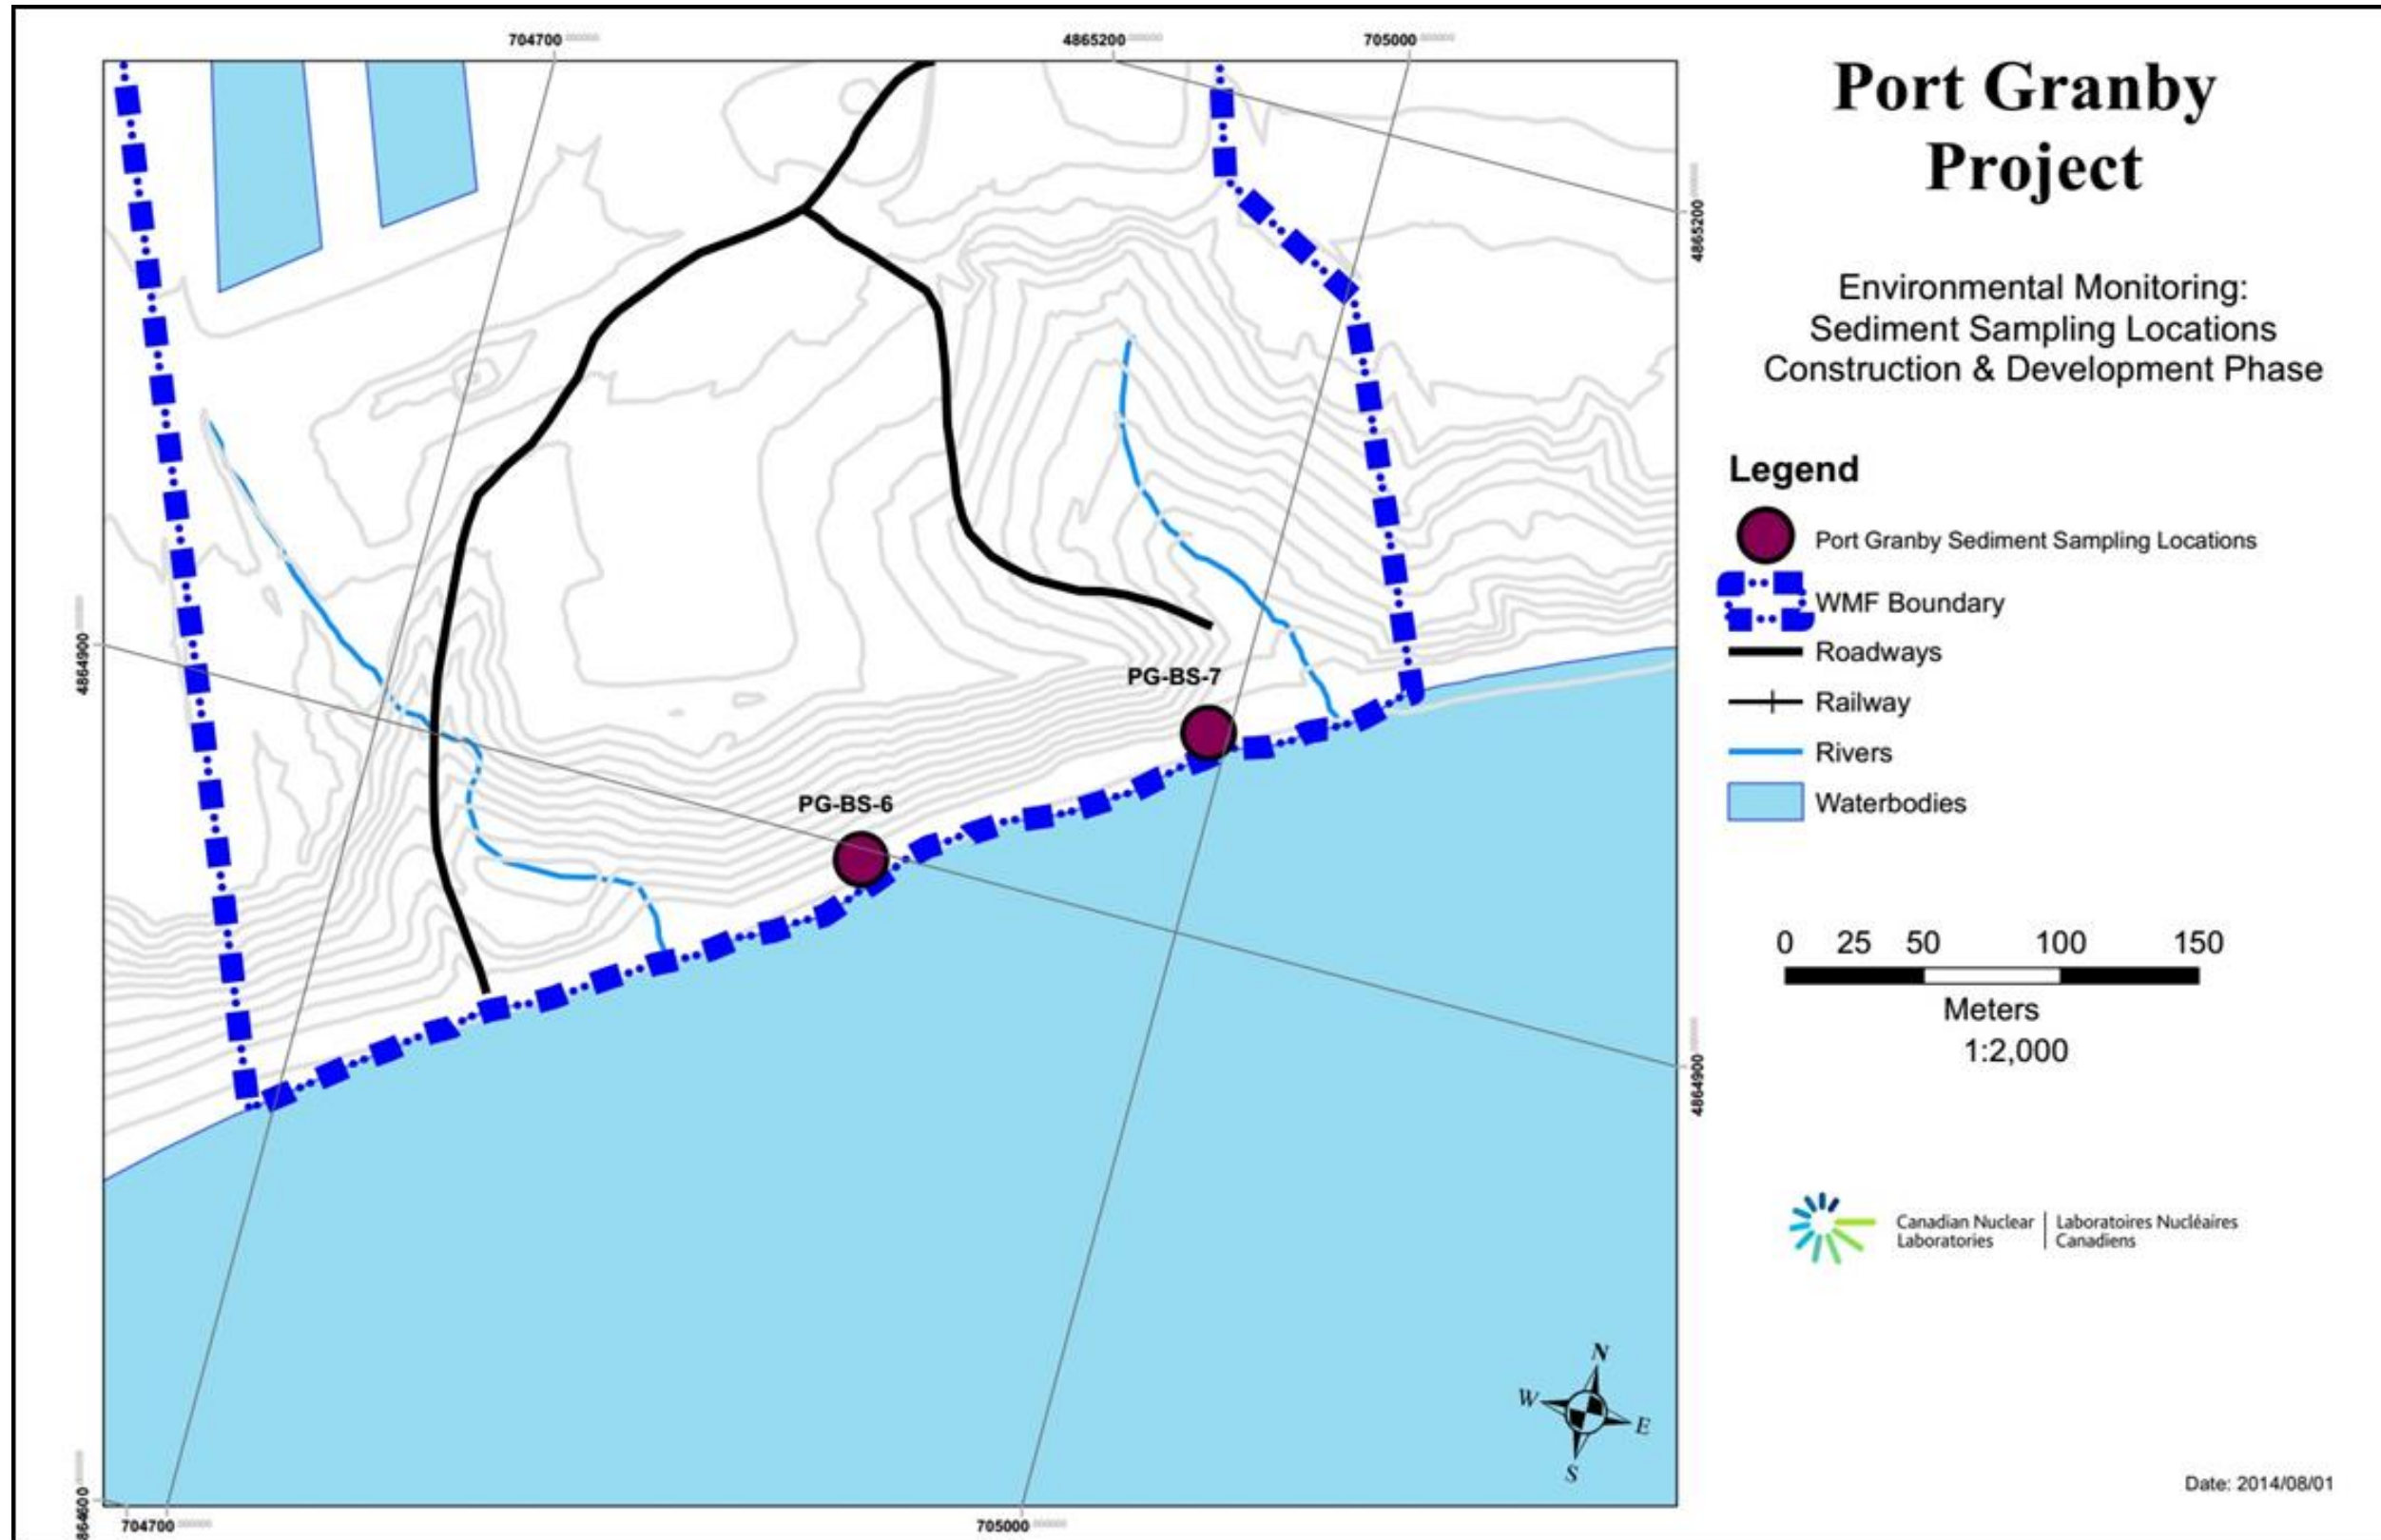 704700
4865200
705000
Port Granby
Project
Environmental Monitoring:
Sediment Sampling Locations
Construction & Development Phase
4865200
Legend
Port Granby Sediment Sampling Locations
WMF Boundary
Roadways
Railway
Rivers
Waterbodies
4864900
PG-BS-7
PG-BS-6
0 25 50 100 150
Meters
1:2,000
4864900
Canadian Nuclear
Laboratories
Laboratoires Nucléaires
Canadiens
N
W
E
S
Date: 2014/08/01
704700
705000